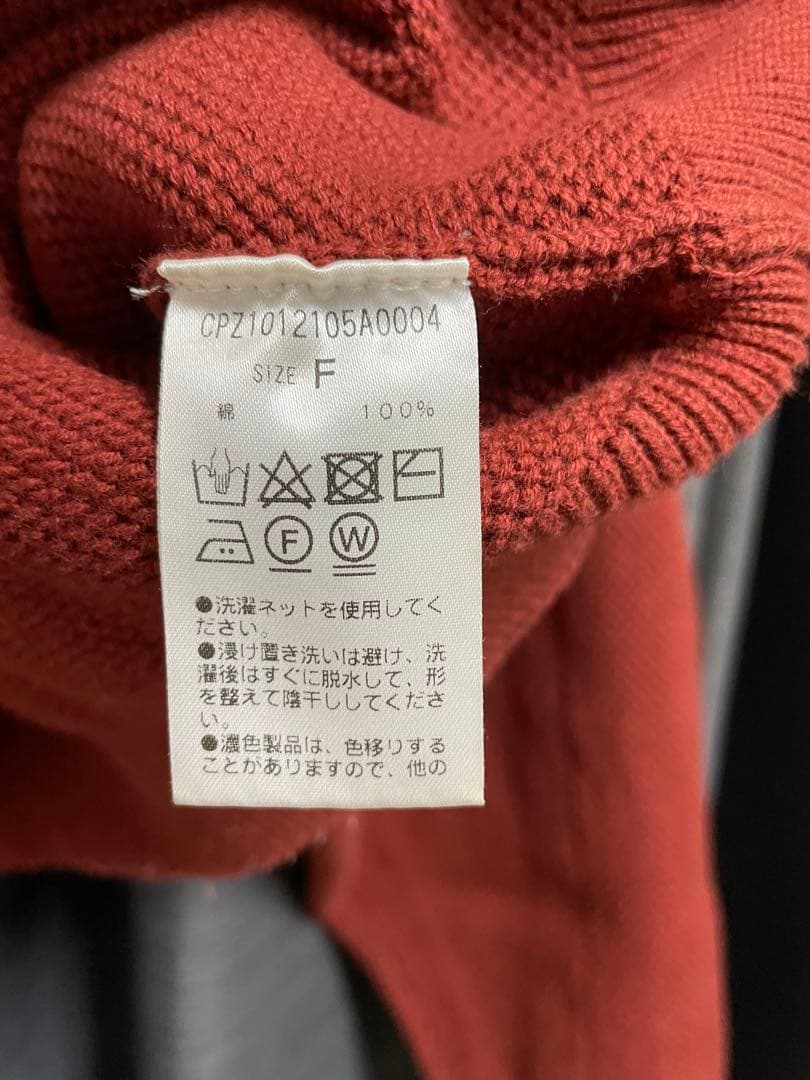 CPZ1012105A0004
SIZE F
綿 100%
F W
●洗濯ネットを使用してく
ださい。
●浸け置き洗いは避け、洗
濯後はすぐに脱水して、形
を整えて陰干ししてくださ
い。
●濃色製品は、色移りする
ことがありますので、他の